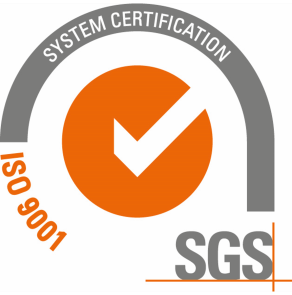 SYSTEM CERTIFICATION
ISO 9001
SGS